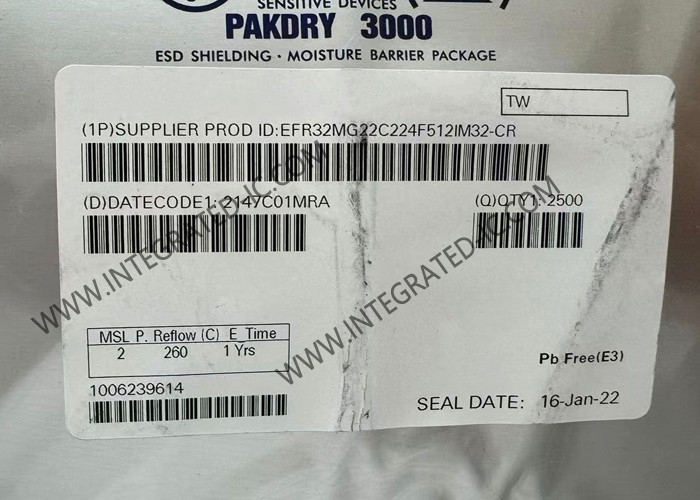 SENSITIVE DEVICES
PAKDRY 3000
ESD SHIELDING · MOISTURE BARRIER PACKAGE
TW
(1P)SUPPLIER PROD ID:EFR32MG22C224F512IM32-CR
(D)DATECODE1: 2147C01MRA
(Q)QTY1: 2500
MSL P. Reflow (C) E Time
2 260 1 Yrs
1006239614
Pb Free(E3)
SEAL DATE: 16-Jan-22
WWW.INTEGRATED-IC.COM
WWW.INTEGRATED-IC.COM